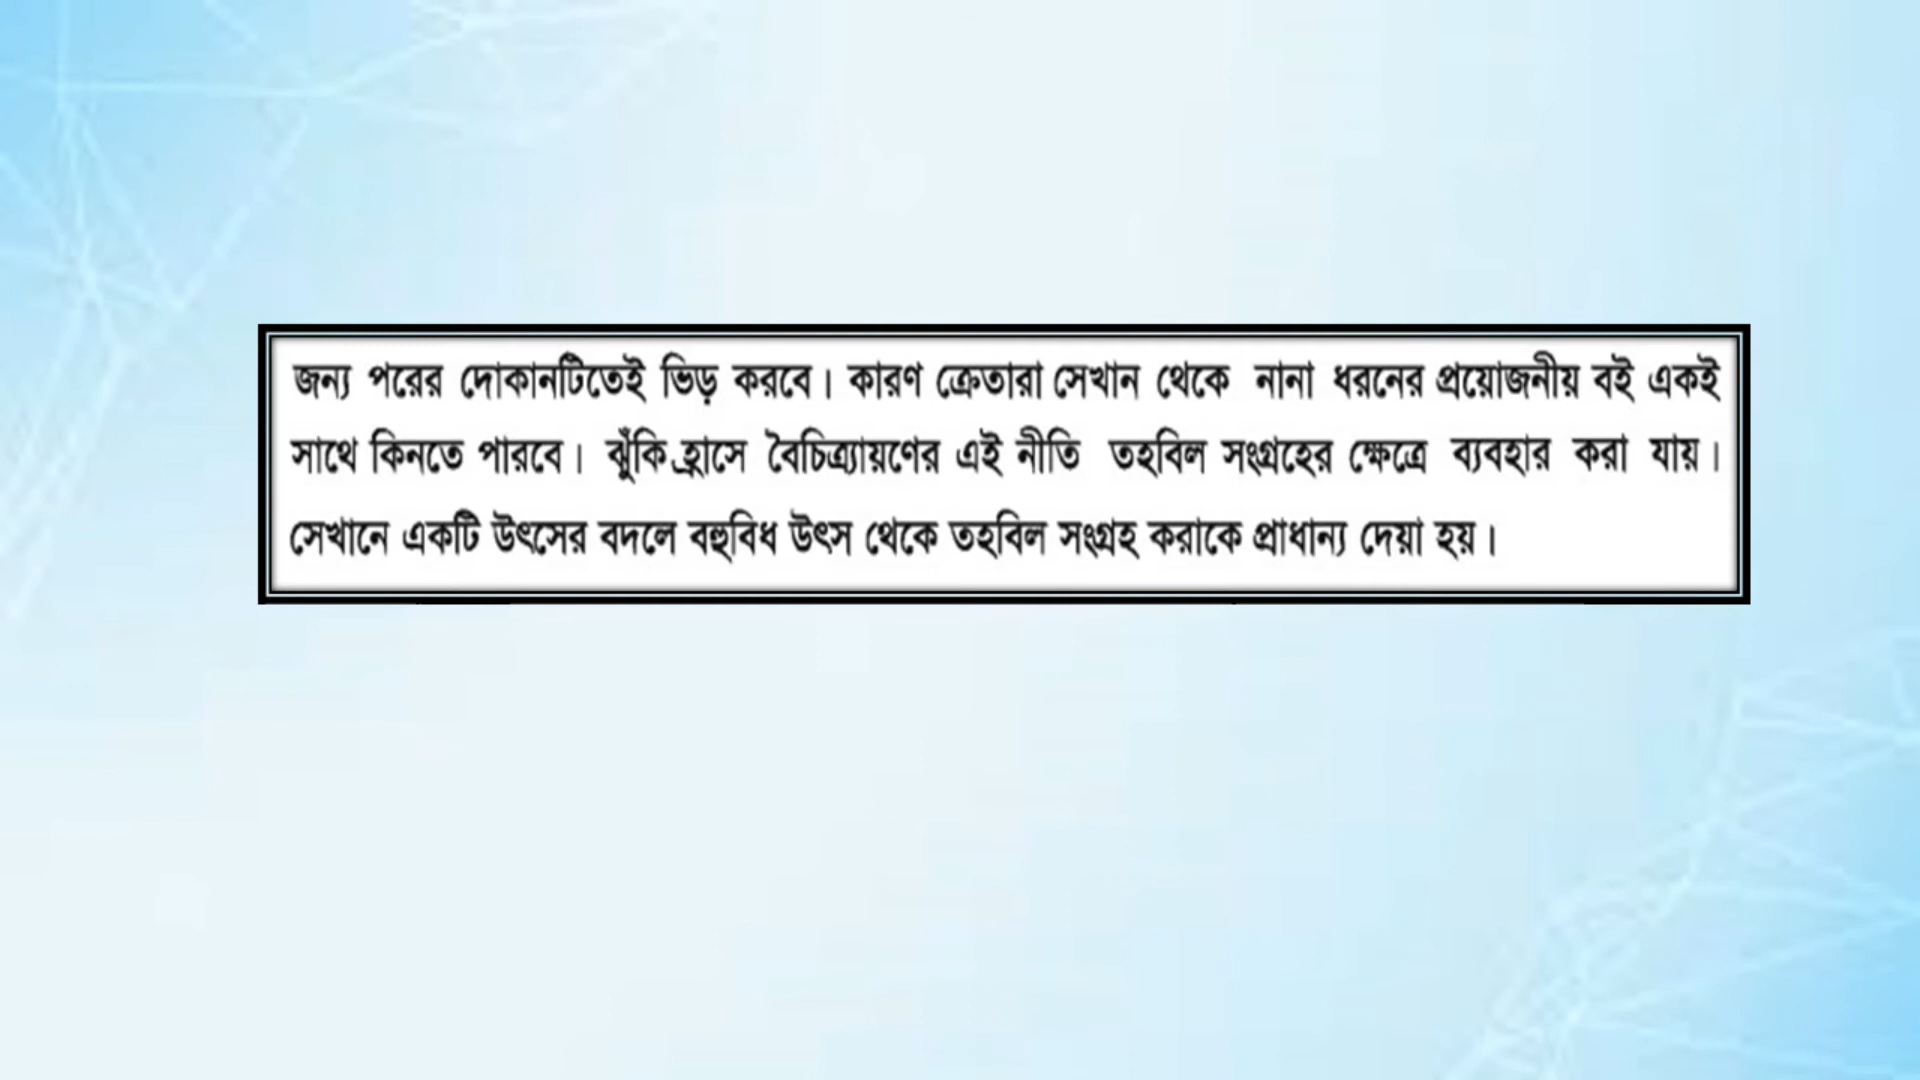 জন্য পরের দোকানটিতেই ভিড় করবে। কারণ ক্রেতারা সেখান থেকে নানা ধরনের প্রয়োজনীয় বই একই
সাথে কিনতে পারবে। ঝুঁকি হ্রাসে বৈচিত্র্যায়ণের এই নীতি তহবিল সংগ্রহের ক্ষেত্রে ব্যবহার করা যায়।
সেখানে একটি উৎসের বদলে বহুবিধ উৎস থেকে তহবিল সংগ্রহ করাকে প্রাধান্য দেয়া হয়।